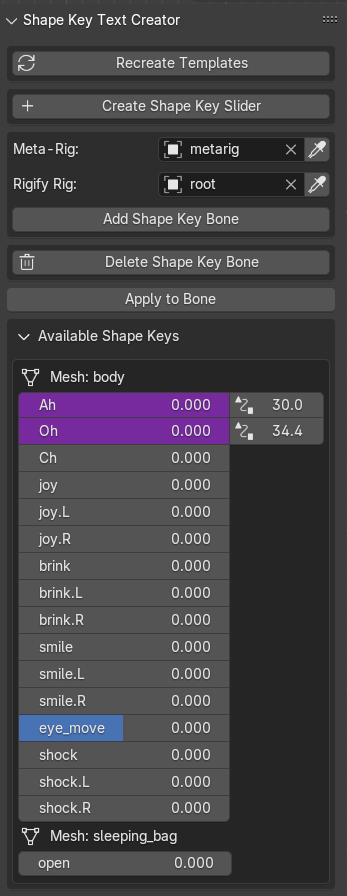 Shape Key Text Creator
Recreate Templates
Create Shape Key Slider
Meta-Rig: metarig
Rigify Rig: root
Add Shape Key Bone
Delete Shape Key Bone
Apply to Bone
Available Shape Keys
Mesh: body
Ah 0.000 30.0
Oh 0.000 34.4
Ch 0.000
joy 0.000
joy.L 0.000
joy.R 0.000
brink 0.000
brink.L 0.000
brink.R 0.000
smile 0.000
smile.L 0.000
smile.R 0.000
eye_move 0.000
shock 0.000
shock.L 0.000
shock.R 0.000
Mesh: sleeping_bag
open 0.000